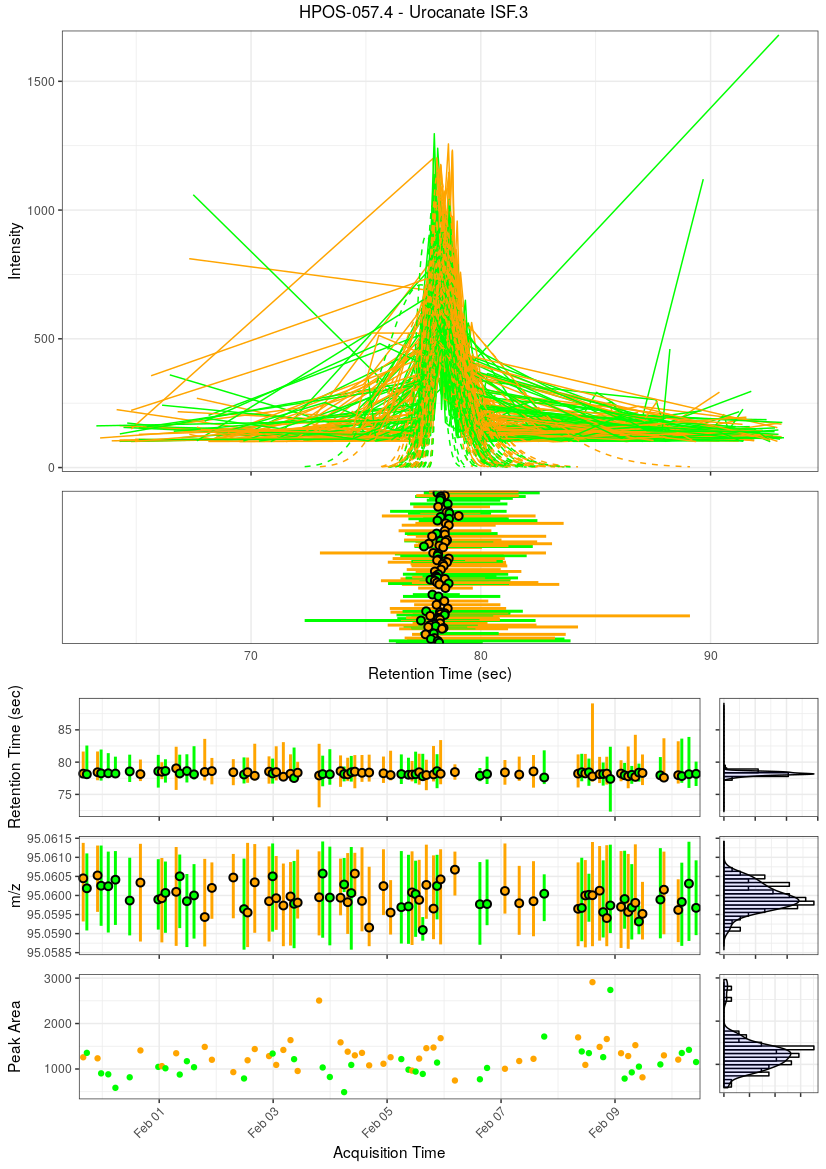 HPOS-057.4 - Urocanate ISF.3
1500
1000
500
0
Intensity
70
80
90
Retention Time (sec)
85
80
75
Retention Time (sec)
95.0615
95.0610
95.0605
95.0600
95.0595
95.0590
95.0585
m/z
3000
2000
1000
Peak Area
Feb 01
Feb 03
Feb 05
Feb 07
Feb 09
Acquisition Time